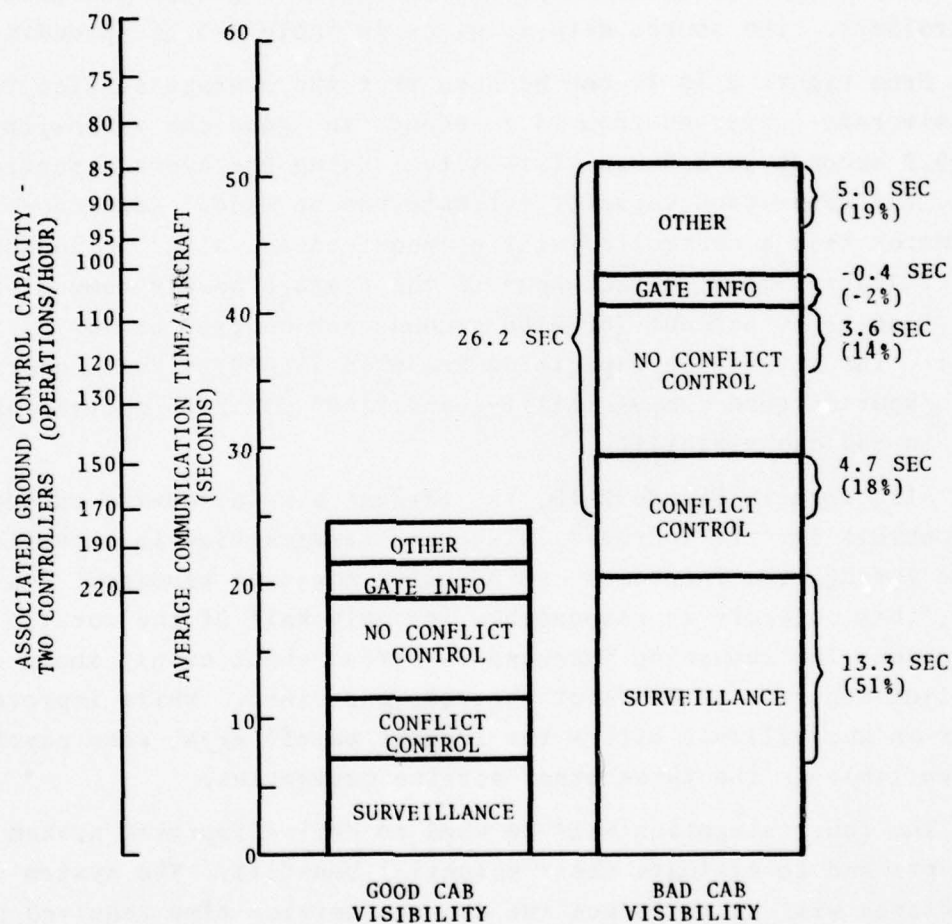 ASSOCIATED GROUND CONTROL CAPACITY -
TWO CONTROLLERS (OPERATIONS/HOUR)
70
75
80
85
90
95
100
110
120
130
150
170
190
220
AVERAGE COMMUNICATION TIME/AIRCRAFT
(SECONDS)
60
50
40
30
20
10
0
OTHER
GATE INFO
NO CONFLICT
CONTROL
CONFLICT
CONTROL
SURVEILLANCE
GOOD CAB
VISIBILITY
26.2 SEC
OTHER
GATE INFO
NO CONFLICT
CONTROL
CONFLICT
CONTROL
SURVEILLANCE
BAD CAB
VISIBILITY
5.0 SEC
(19%)
-0.4 SEC
(-2%)
3.6 SEC
(14%)
4.7 SEC
(18%)
13.3 SEC
(51%)